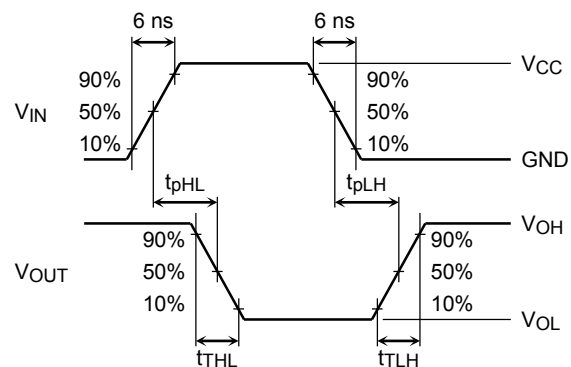 6 ns 6 ns
VCC
90% 90%
VIN 50% 50%
10% 10%
GND
tpHL tpLH
VOH
90% 90%
VOUT 50% 50%
10% 10%
VOL
tTHL tTLH